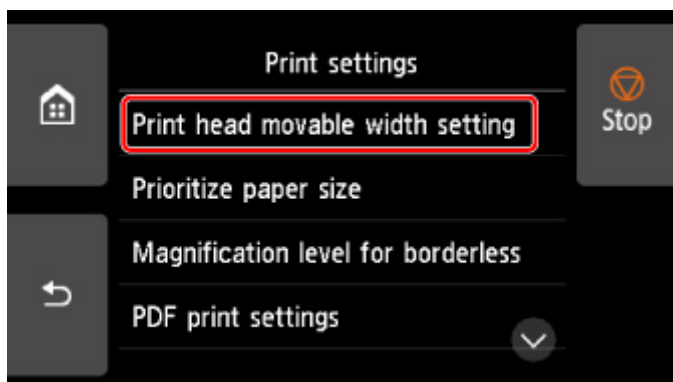 Print settings
Print head movable width setting
Stop
Prioritize paper size
Magnification level for borderless
PDF print settings